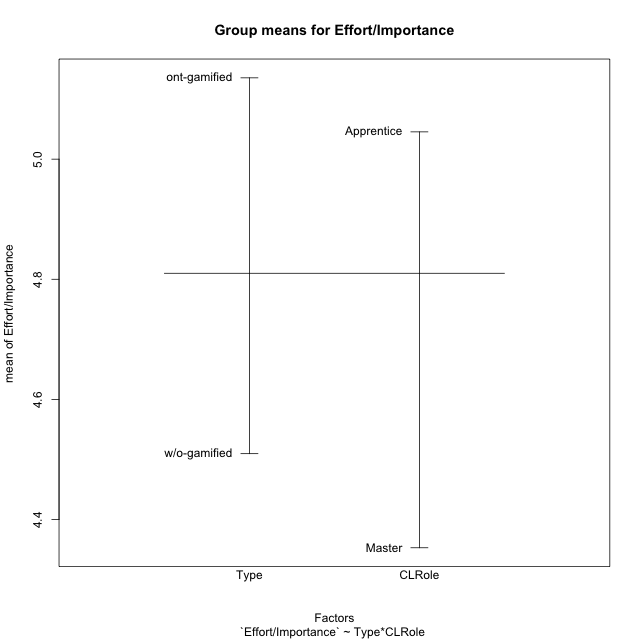 Group means for Effort/Importance
ont-gamified
Apprentice
5.0
mean of Effort/Importance
4.8
4.6
w/o-gamified
4.4
Master
Type CLRole
Factors
`Effort/Importance` ~ Type*CLRole